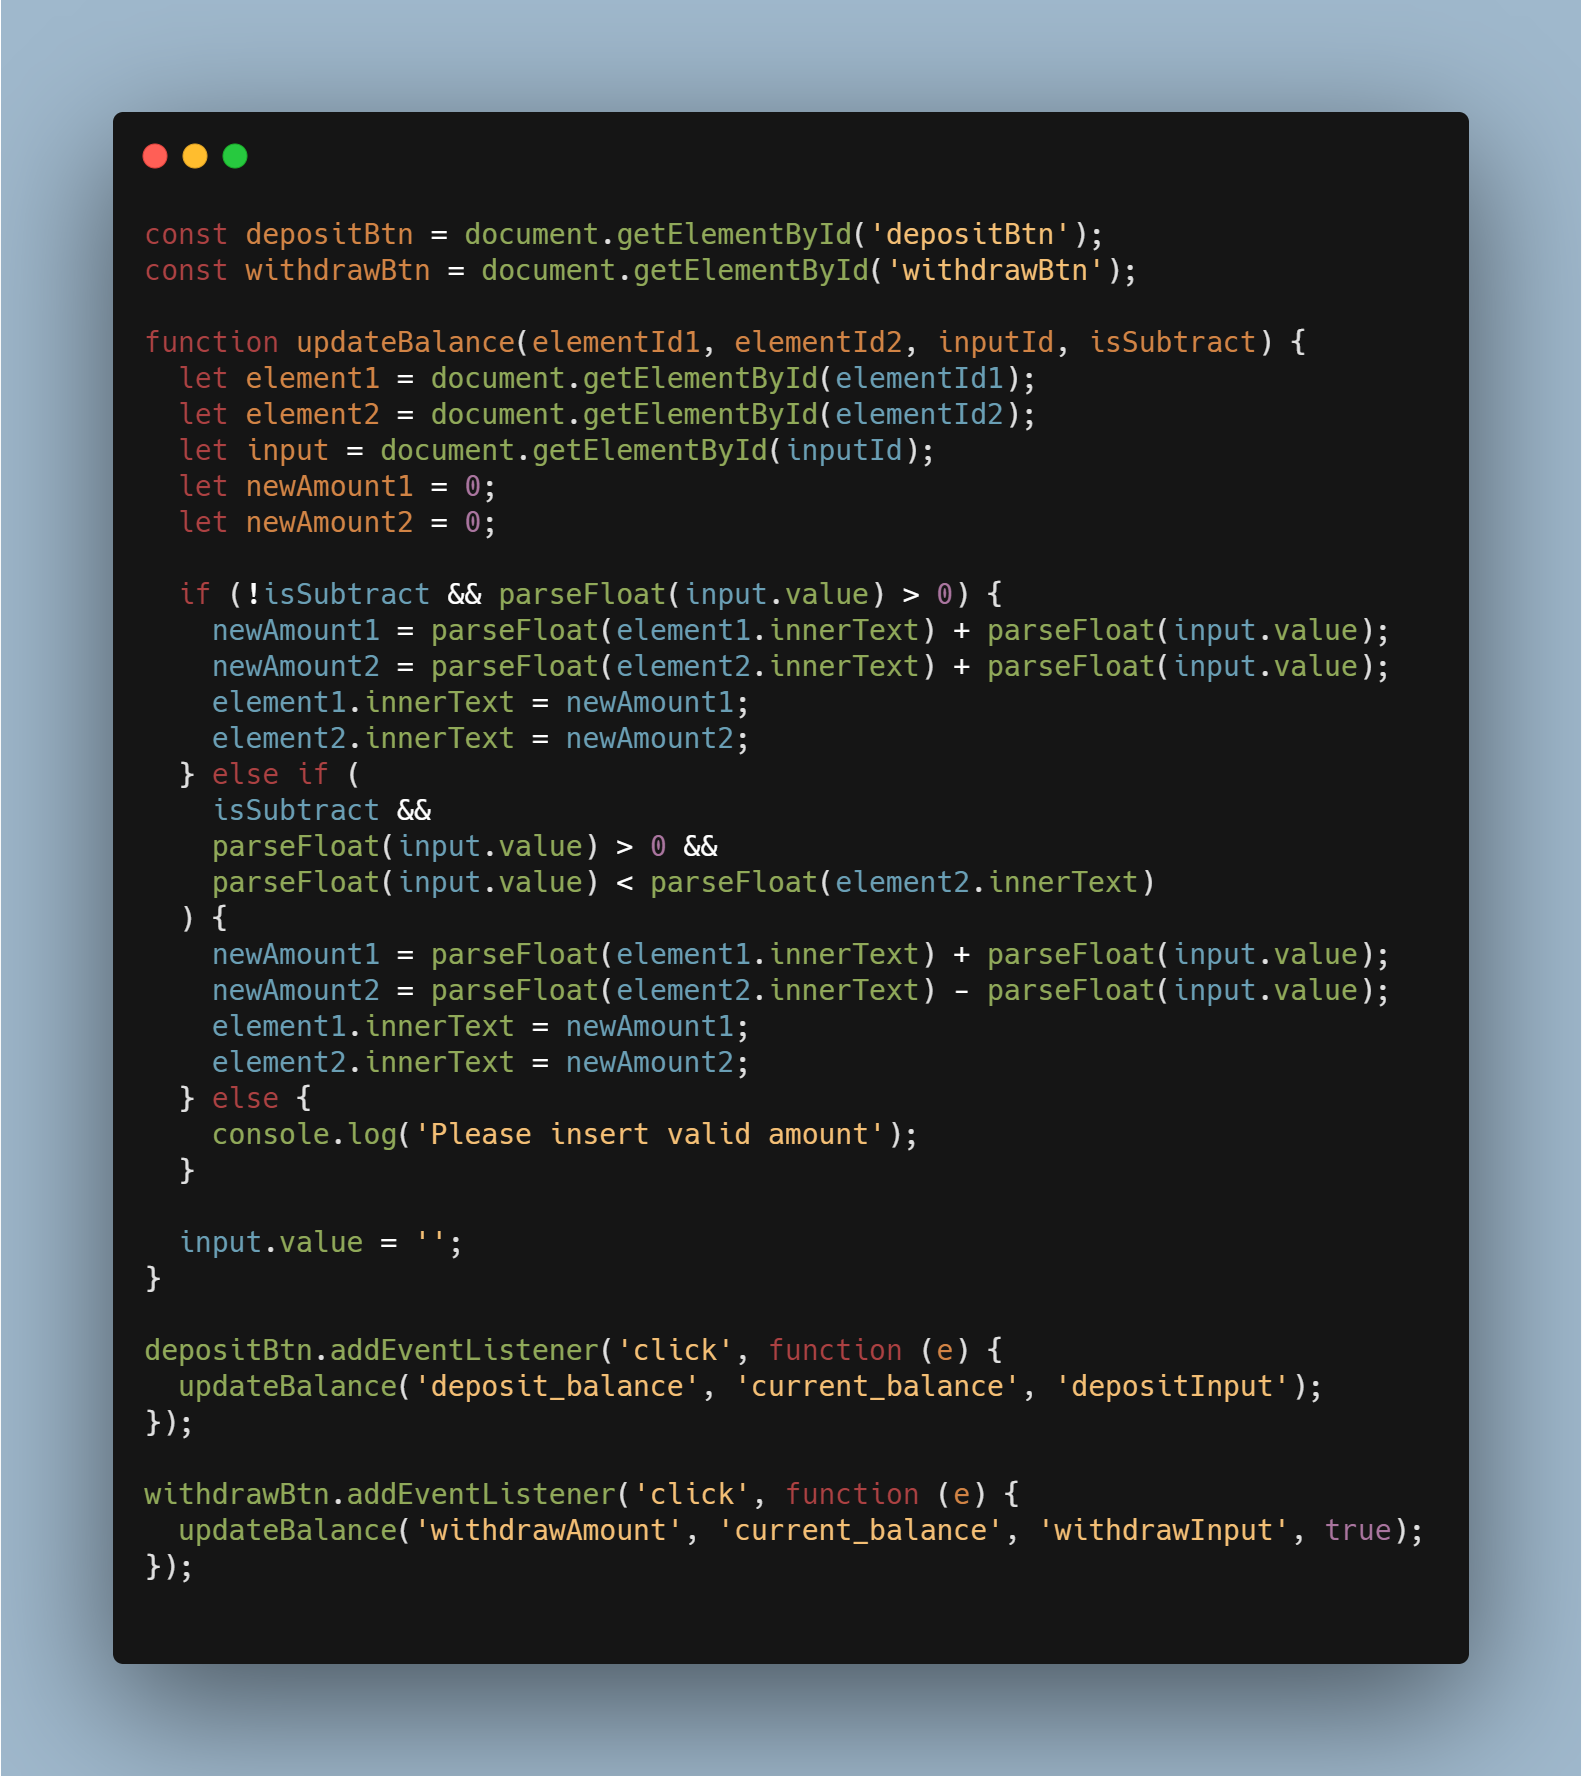 const depositBtn = document.getElementById('depositBtn');
const withdrawBtn = document.getElementById('withdrawBtn');

function updateBalance(elementId1, elementId2, inputId, isSubtract) {
  let element1 = document.getElementById(elementId1);
  let element2 = document.getElementById(elementId2);
  let input = document.getElementById(inputId);
  let newAmount1 = 0;
  let newAmount2 = 0;

  if (!isSubtract && parseFloat(input.value) > 0) {
    newAmount1 = parseFloat(element1.innerText) + parseFloat(input.value);
    newAmount2 = parseFloat(element2.innerText) + parseFloat(input.value);
    element1.innerText = newAmount1;
    element2.innerText = newAmount2;
  } else if (
    isSubtract &&
    parseFloat(input.value) > 0 &&
    parseFloat(input.value) < parseFloat(element2.innerText)
  ) {
    newAmount1 = parseFloat(element1.innerText) + parseFloat(input.value);
    newAmount2 = parseFloat(element2.innerText) - parseFloat(input.value);
    element1.innerText = newAmount1;
    element2.innerText = newAmount2;
  } else {
    console.log('Please insert valid amount');
  }

  input.value = '';
}

depositBtn.addEventListener('click', function (e) {
  updateBalance('deposit_balance', 'current_balance', 'depositInput');
});

withdrawBtn.addEventListener('click', function (e) {
  updateBalance('withdrawAmount', 'current_balance', 'withdrawInput', true);
});